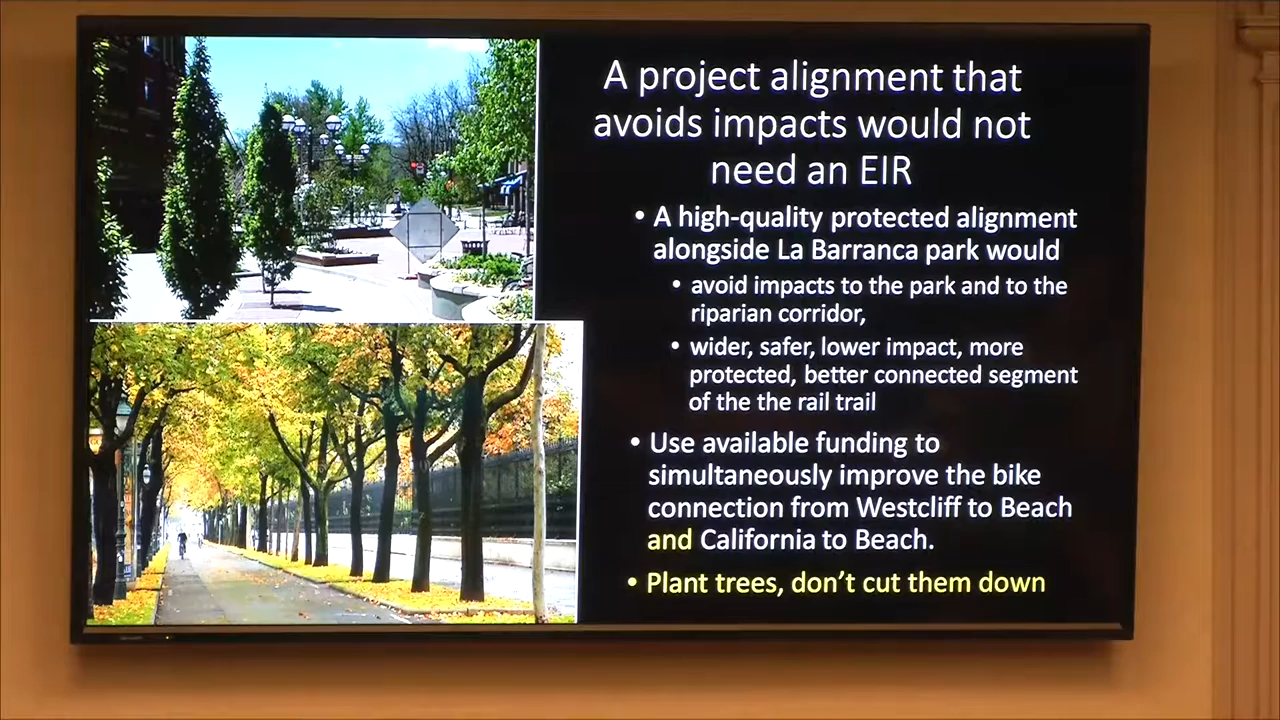 A project alignment that
avoids impacts would not
need an EIR
• A high-quality protected alignment
alongside La Barranca park would
• avoid impacts to the park and to the
riparian corridor,
• wider, safer, lower impact, more
protected, better connected segment
of the the rail trail
• Use available funding to
simultaneously improve the bike
connection from Westcliff to Beach
and California to Beach.
• Plant trees, don't cut them down